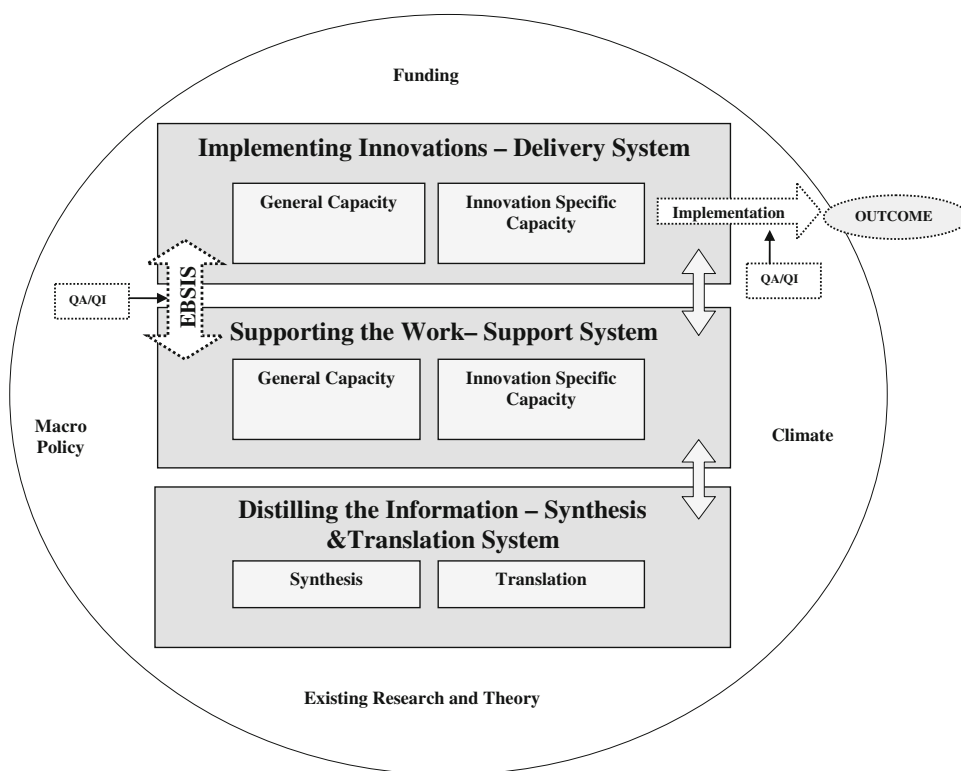 Funding
Implementing Innovations – Delivery System
General Capacity
Innovation Specific
Capacity
Implementation
OUTCOME
QA/QI
EBSIS
QA/QI
Supporting the Work– Support System
General Capacity
Innovation Specific
Capacity
Macro
Policy
Climate
Distilling the Information – Synthesis
&Translation System
Synthesis
Translation
Existing Research and Theory